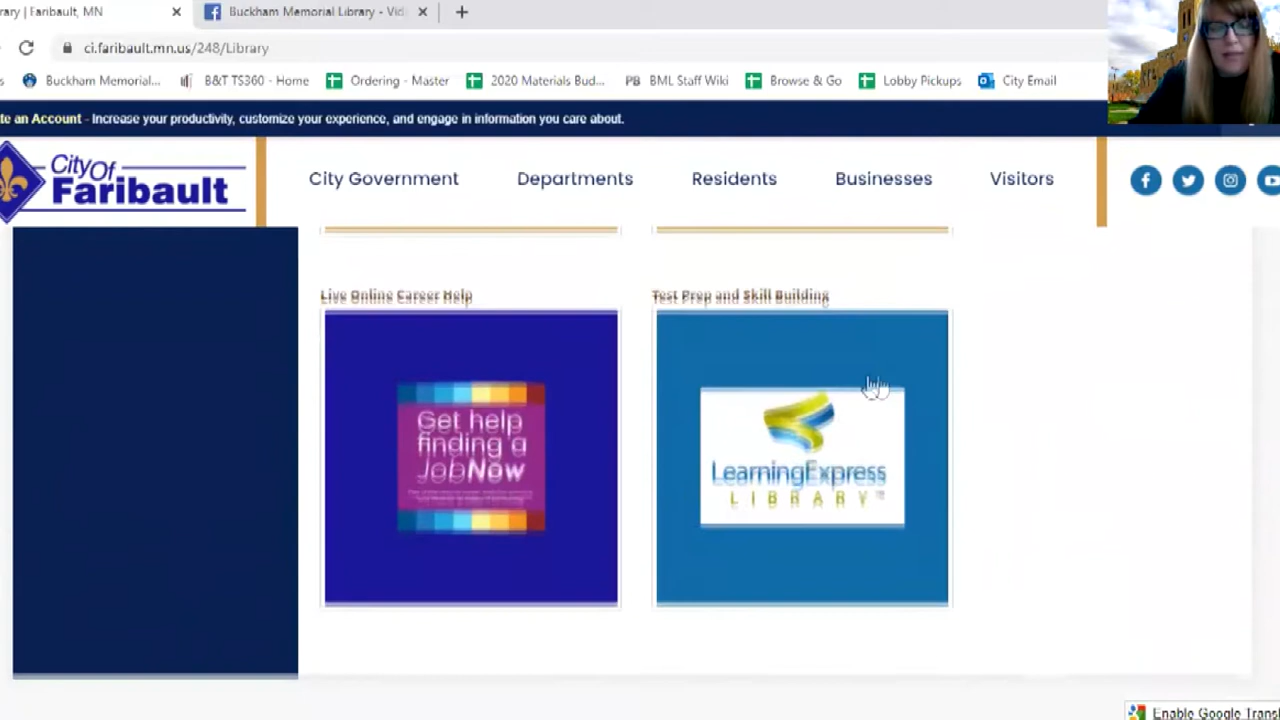 rary | Faribault, MN
Buckham Memorial Library - Vid
ci.faribault.mn.us/248/Library
s Buckham Memorial... B&T TS360 - Home Ordering - Master 2020 Materials Bud... PB BML Staff Wiki Browse & Go Lobby Pickups City Email
te an Account - Increase your productivity, customize your experience, and engage in information you care about.
City Of
Faribault
City Government Departments Residents Businesses Visitors
Live Online Career Help
Test Prep and Skill Building
Get help
finding a
JobNow
LearningExpress
LIBRARY™
Enable Google Transl